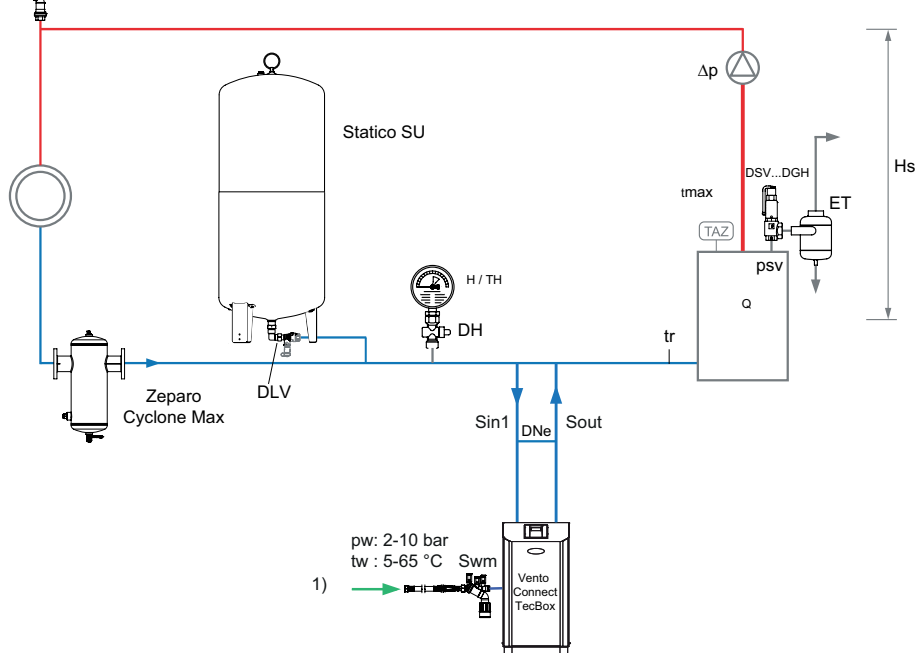 Δp
Statico SU
Hs
DSV...DGH
tmax
ET
TAZ
psv
H / TH
Q
DH
tr
DLV
Zeparo
Cyclone Max
Sin1
Sout
DNe
pw: 2-10 bar
tw : 5-65 °C
Swm
1)
Vento
Connect
TecBox